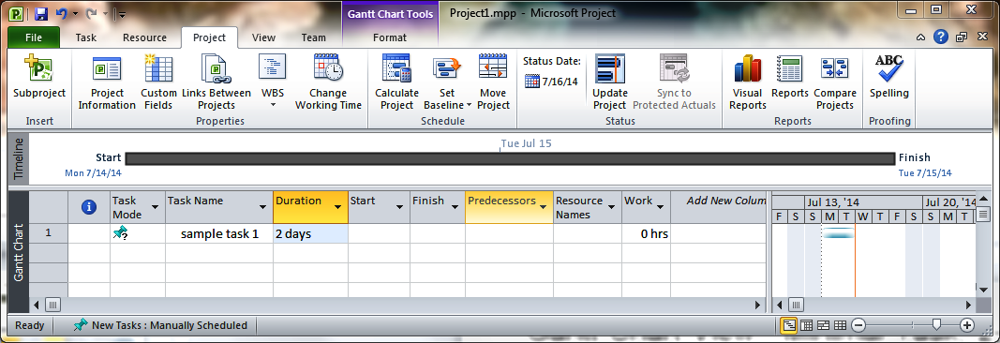 Gantt Chart Tools
Project1.mpp - Microsoft Project
File Task Resource Project View Team Format
Subproject
Project Information
Custom Fields
Links Between Projects
WBS
Change Working Time
Calculate Project
Set Baseline
Move Project
Status Date:
7/16/14
Update Project
Sync to Protected Actuals
Visual Reports
Reports
Compare Projects
ABC
Spelling
Insert Properties Schedule Status Reports Proofing
Timeline
Tue Jul 15
Start
Finish
Mon 7/14/14
Tue 7/15/14
Gantt Chart
Task Mode
Task Name
Duration
Start
Finish
Predecessors
Resource Names
Work
Add New Colum
Jul 13, '14
Jul 20, '14
F S S M T W T F S S M T
1 sample task 1 2 days 0 hrs
Ready
New Tasks : Manually Scheduled